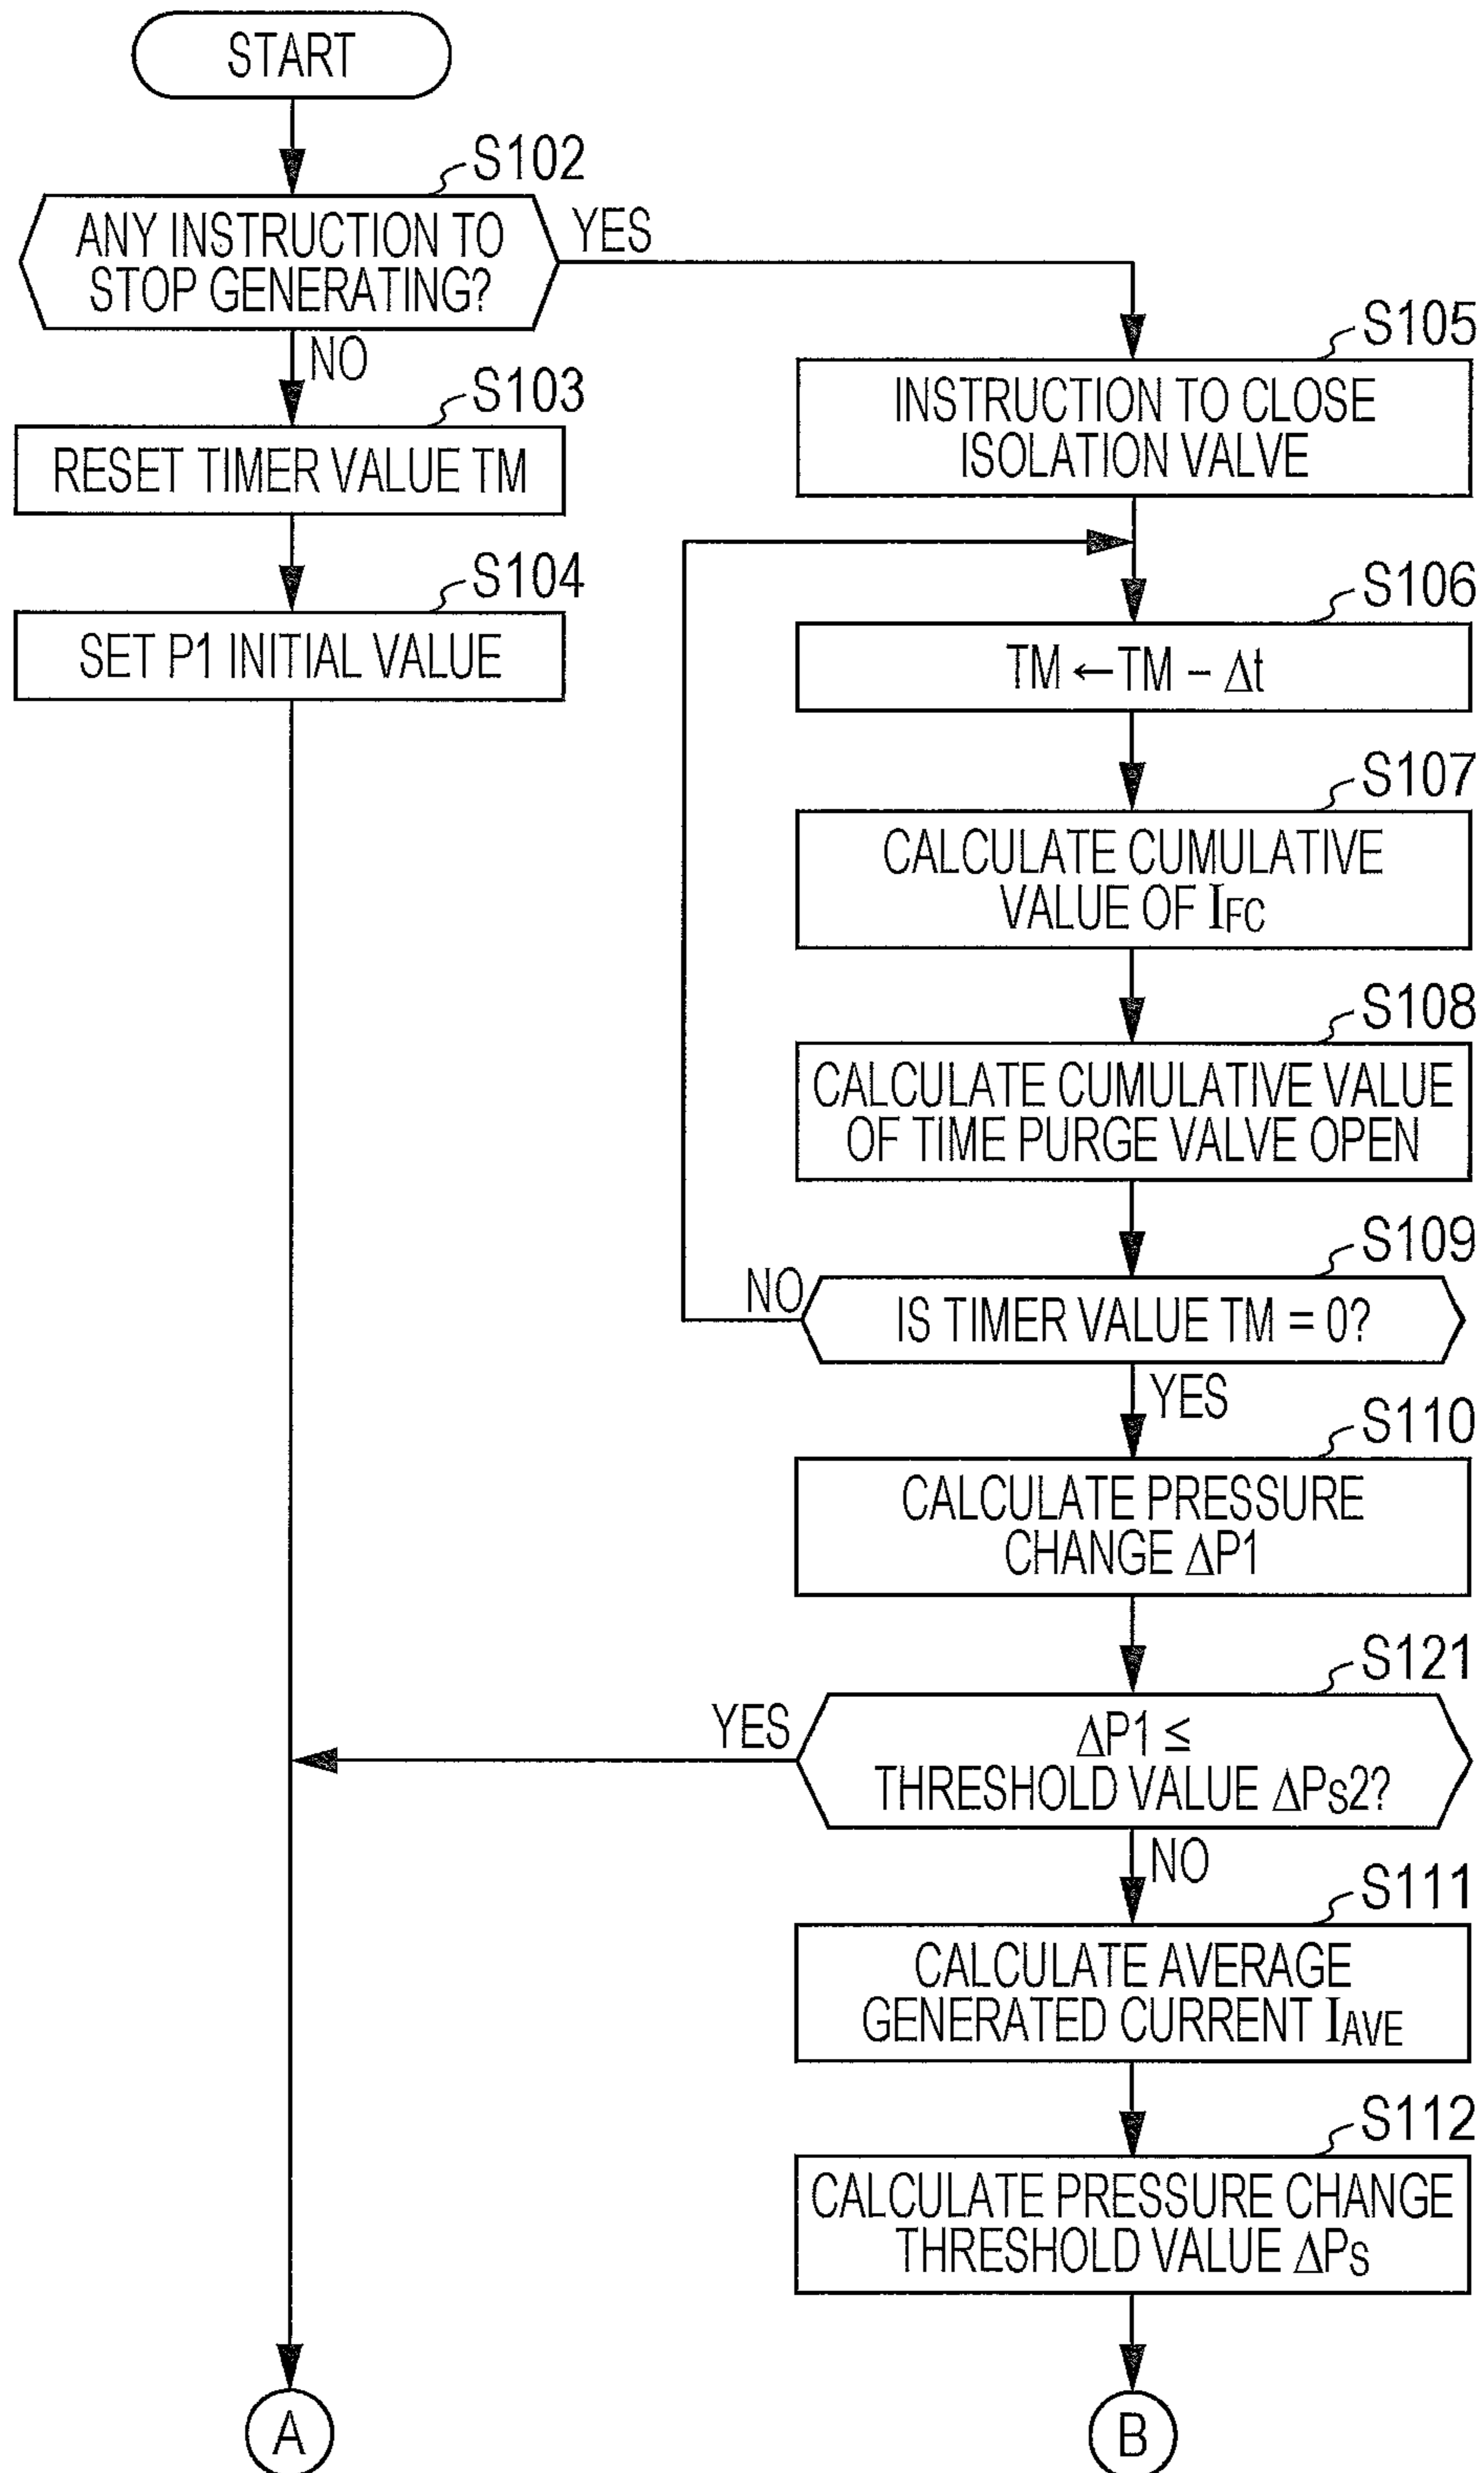 START
S102
ANY INSTRUCTION TO
STOP GENERATING?
YES
NO
S103
RESET TIMER VALUE TM
S104
SET P1 INITIAL VALUE
S105
INSTRUCTION TO CLOSE
ISOLATION VALVE
S106
TM ← TM − Δt
S107
CALCULATE CUMULATIVE
VALUE OF IFC
S108
CALCULATE CUMULATIVE VALUE
OF TIME PURGE VALVE OPEN
S109
NO
IS TIMER VALUE TM = 0?
YES
S110
CALCULATE PRESSURE
CHANGE ΔP1
S121
YES
ΔP1 ≤
THRESHOLD VALUE ΔPS2?
NO
S111
CALCULATE AVERAGE
GENERATED CURRENT IAVE
S112
CALCULATE PRESSURE CHANGE
THRESHOLD VALUE ΔPS
A
B